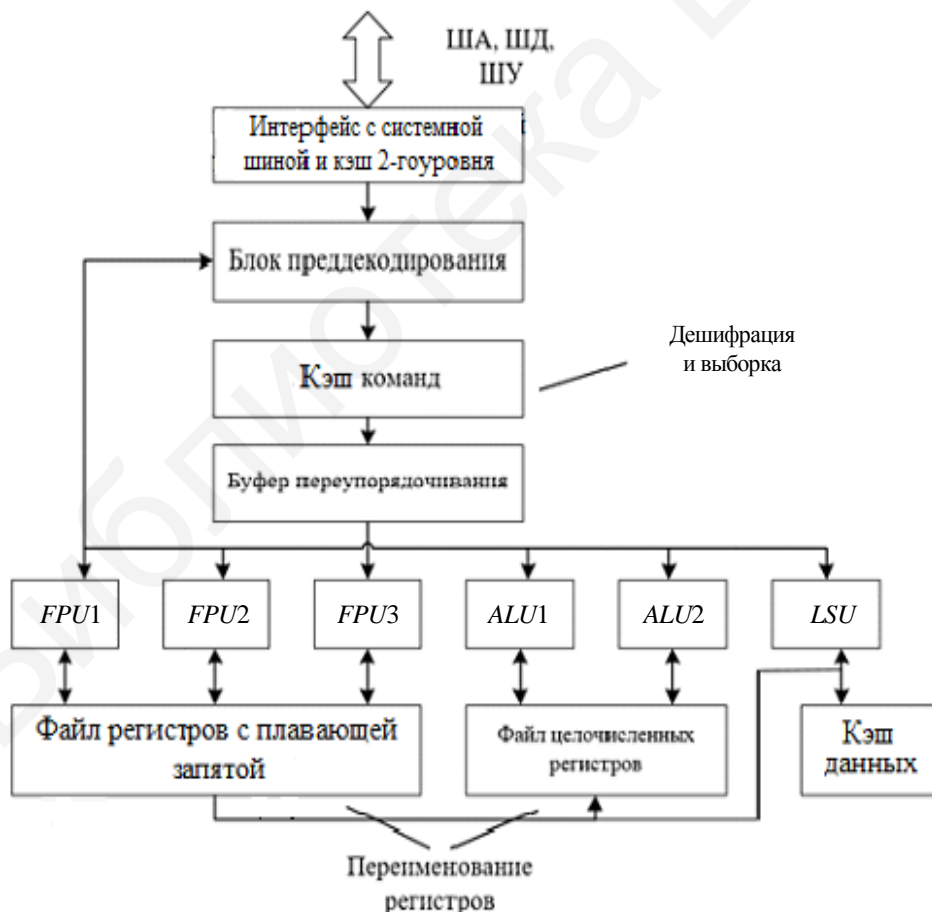 ША, ШД,
ШУ
Интерфейс с системной
шиной и кэш 2-гоуровня
Блок преддекодирования
Кэш команд
Дешифрация
и выборка
Буфер переупорядочивания
FPU1
FPU2
FPU3
ALU1
ALU2
LSU
Файл регистров с плавающей
запятой
Файл целочисленных
регистров
Кэш
данных
Переименование
регистров
библиотека